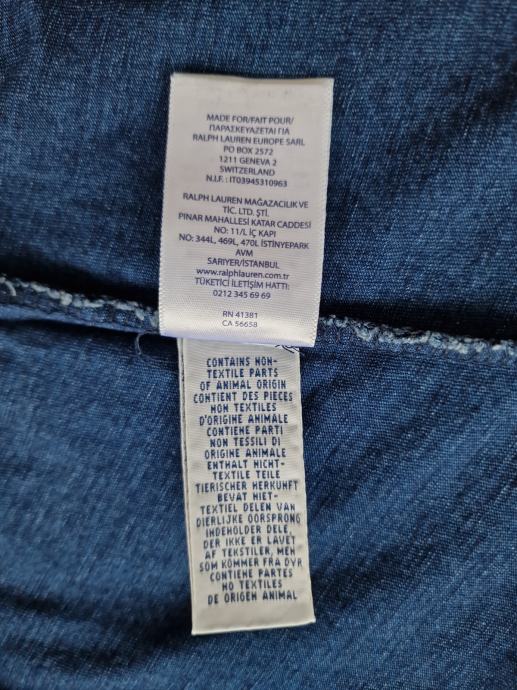 MADE FOR/FAIT POUR/
ΠΑΡΑΣΚΕΥΑΖΕΤΑΙ ΓΙΑ
RALPH LAUREN EUROPE SARL
PO BOX 2572
1211 GENEVA 2
SWITZERLAND
N.I.F. : IT03945310963
RALPH LAUREN MAĞAZACILIK VE
TİC. LTD. ŞTİ.
PINAR MAHALLESİ KATAR CADDESİ
NO: 11/L İÇ KAPI
NO: 344L, 469L, 470L İSTİNYEPARK
AVM
SARIYER/İSTANBUL
www.ralphlauren.com.tr
TÜKETİCİ İLETİŞİM HATTI:
0212 345 69 69
RN 41381
CA 56658
CONTAINS NON-
TEXTILE PARTS
OF ANIMAL ORIGIN
CONTIENT DES PIECES
NON TEXTILES
D'ORIGINE ANIMALE
CONTIENE PARTI
NON TESSILI DI
ORIGINE ANIMALE
ENTHALT NICHT-
TEXTILE TEILE
TIERISCHER HERKUNFT
BEVAT NIET-
TEXTIEL DELEN VAN
DIERLIJKE OORSPRONG
INDEHOLDER DELE,
DER IKKE ER LAVET
AF TEKSTILER, MEN
SOM KOMMER FRA DYR
CONTIENE PARTES
NO TEXTILES
DE ORIGEN ANIMAL